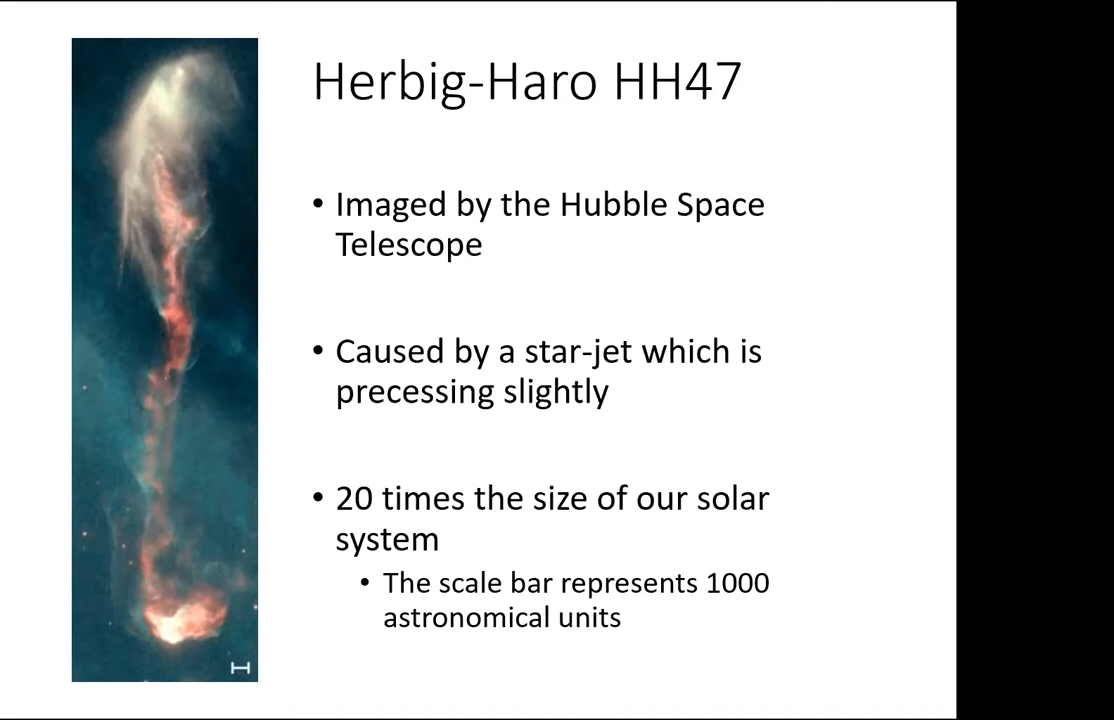 Herbig-Haro HH47
• Imaged by the Hubble Space
Telescope
• Caused by a star-jet which is
precessing slightly
• 20 times the size of our solar
system
• The scale bar represents 1000
astronomical units